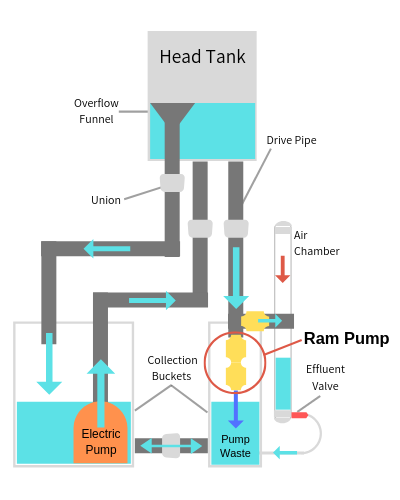 Head Tank
Overflow
Funnel
Drive Pipe
Union
Air
Chamber
Ram Pump
Collection
Buckets
Effluent
Valve
Electric
Pump
Pump
Waste